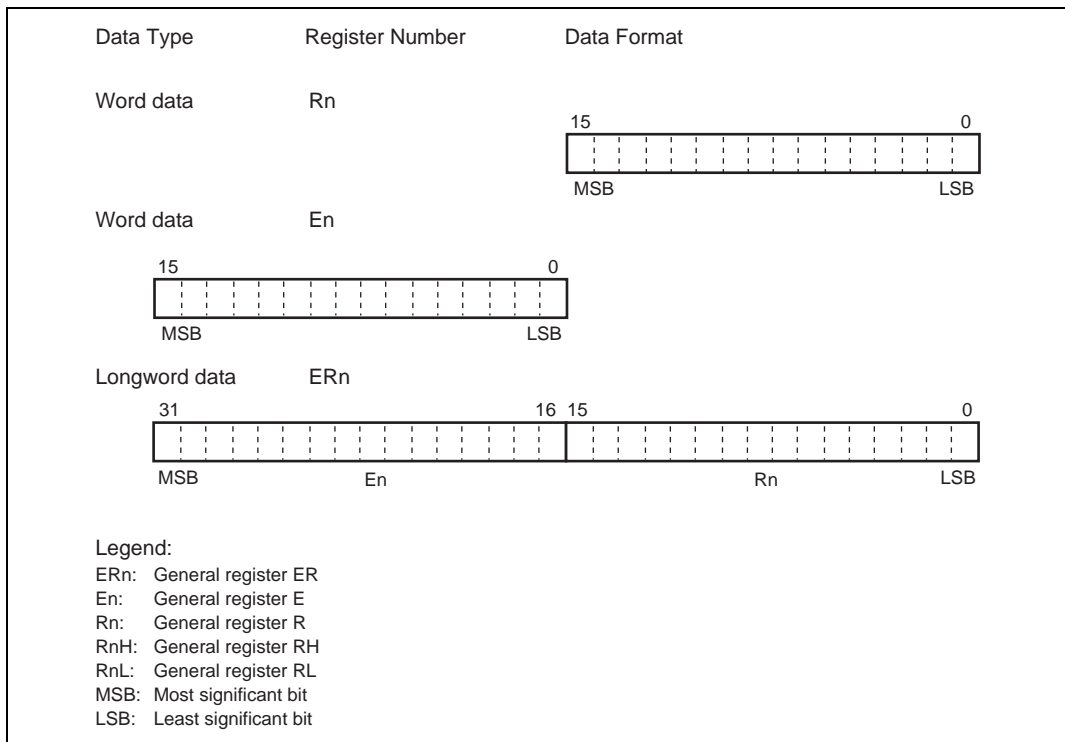 Data Type Register Number Data Format
Word data Rn
15 0
MSB LSB
Word data En
15 0
MSB LSB
Longword data ERn
31 16 15 0
MSB En Rn LSB
Legend:
ERn: General register ER
En: General register E
Rn: General register R
RnH: General register RH
RnL: General register RL
MSB: Most significant bit
LSB: Least significant bit